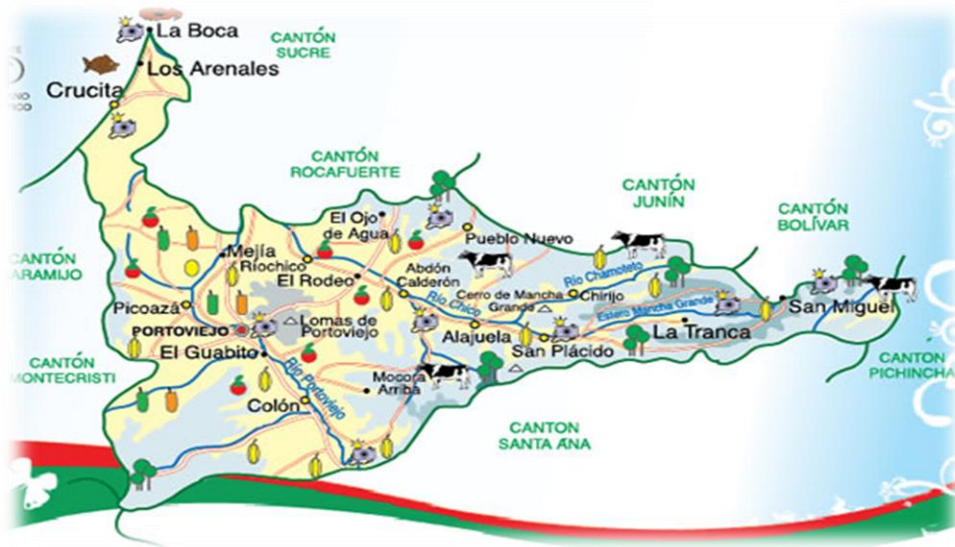 La Boca
CANTÓN
SUCRE
Los Arenales
Crucita
CANTÓN
ROCAFUERTE
CANTÓN
JUNÍN
CANTÓN
BOLÍVAR
El Ojo
de Agua
Pueblo Nuevo
CANTÓN
ARAMIJO
Mejía
Ríochico
El Rodeo
Abdón
Calderón
Río Chico
Cerro de Mancha
Grande
Río Chamoteto
Chirijo
Estero Mancha Grande
San Miguel
Picoazá
PORTOVIEJO
Lomas de
Portoviejo
Alajuela
San Plácido
La Tranca
El Guabito
CANTÓN
MONTECRISTI
CANTON
PICHINCHA
Río Portoviejo
Mocora
Arriba
Colón
CANTON
SANTA ANA